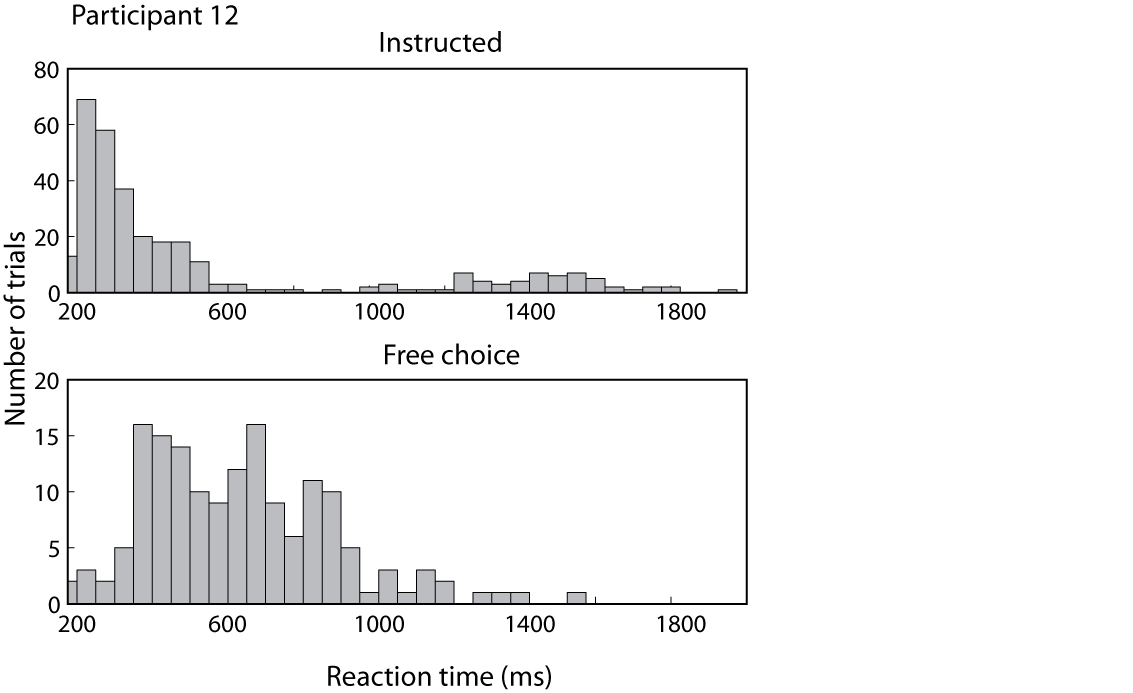 Participant 12
Instructed
Number of trials
80
60
40
20
0
200 600 1000 1400 1800
Free choice
20
15
10
5
0
200 600 1000 1400 1800
Reaction time (ms)